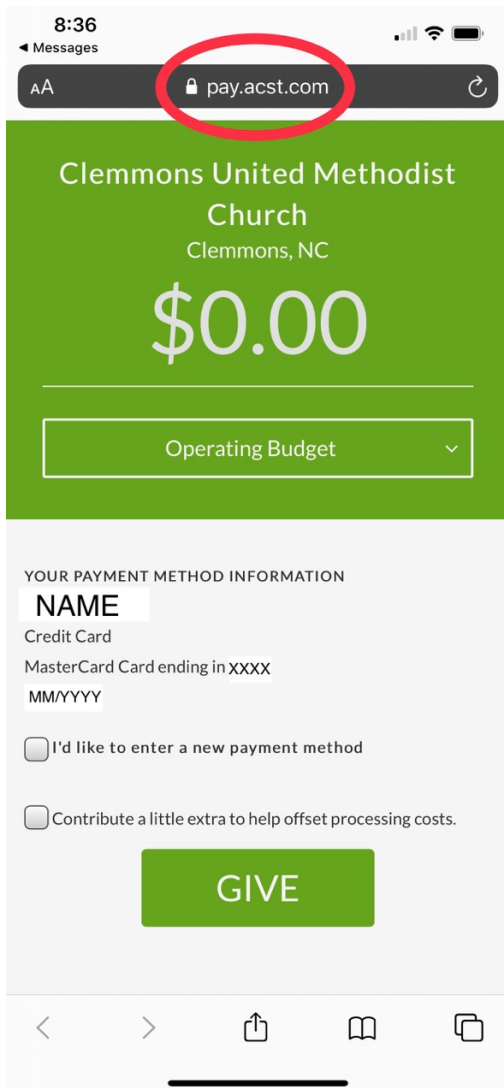 8:36
◀ Messages
AA pay.acst.com
Clemmons United Methodist
Church
Clemmons, NC
$0.00
Operating Budget
YOUR PAYMENT METHOD INFORMATION
NAME
Credit Card
MasterCard Card ending in XXXX
MM/YYYY
I'd like to enter a new payment method
Contribute a little extra to help offset processing costs.
GIVE